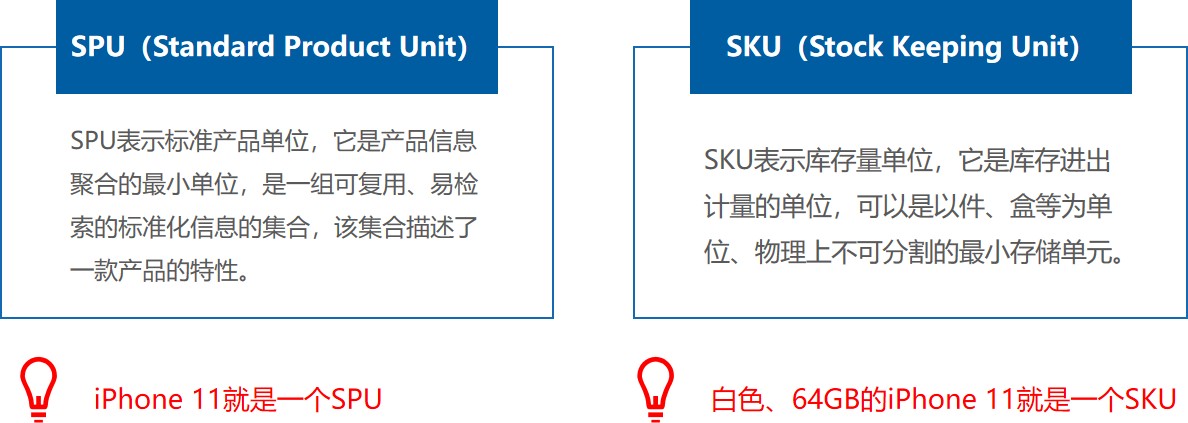 SPU（Standard Product Unit）
SPU表示标准产品单位，它是产品信息
聚合的最小单位，是一组可复用、易检
索的标准化信息的集合，该集合描述了
一款产品的特性。
iPhone 11就是一个SPU
SKU（Stock Keeping Unit）
SKU表示库存量单位，它是库存进出
计量的单位，可以是以件、盒等为单
位、物理上不可分割的最小存储单元。
白色、64GB的iPhone 11就是一个SKU